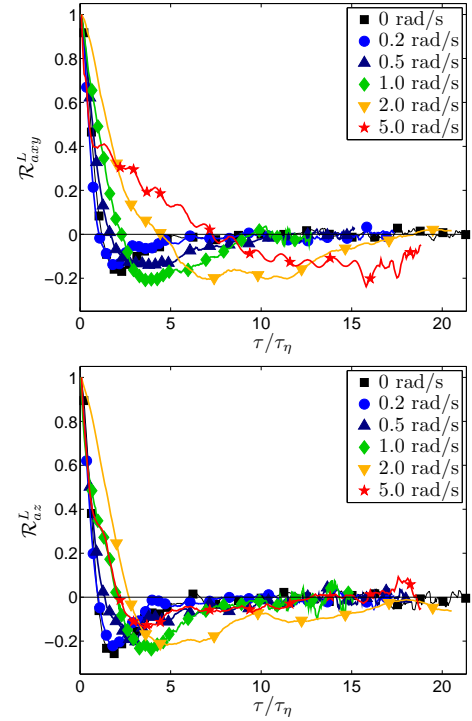 1
0 rad/s
0.8
0.2 rad/s
0.5 rad/s
0.6
1.0 rad/s
2.0 rad/s
0.4
5.0 rad/s
0.2
0
−0.2
R^L_axy
0 5 10 15 20
τ/τ_η
1
0 rad/s
0.8
0.2 rad/s
0.5 rad/s
0.6
1.0 rad/s
2.0 rad/s
0.4
5.0 rad/s
0.2
0
−0.2
R^L_az
0 5 10 15 20
τ/τ_η